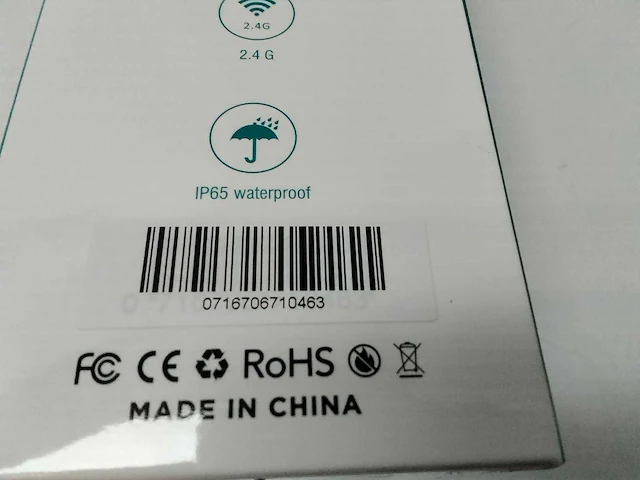 2.4G
2.4 G
IP65 waterproof
0716706710463
FC CE RoHS
MADE IN CHINA